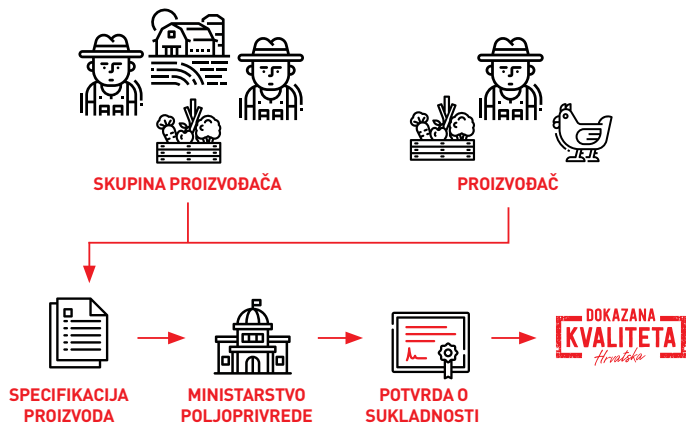 SKUPINA PROIZVOĐAČA
PROIZVOĐAČ
SPECIFIKACIJA
PROIZVODA
MINISTARSTVO
POLJOPRIVREDE
POTVRDA O
SUKLADNOSTI
DOKAZANA
KVALITETA
Hrvatska